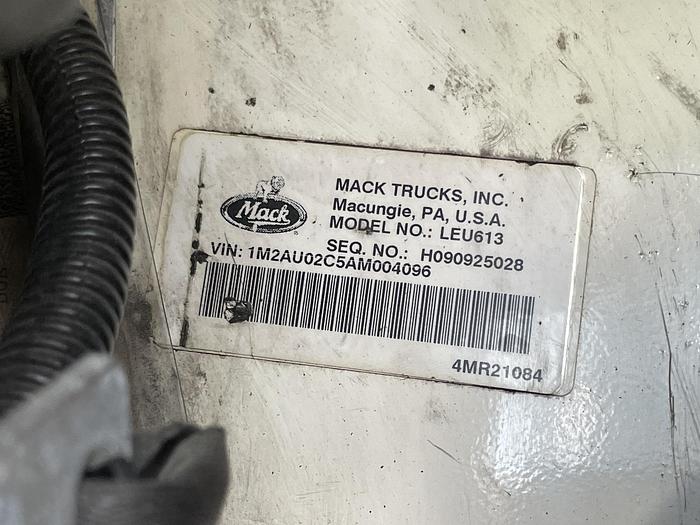 Mack
®
MACK TRUCKS, INC.
Macungie, PA, U.S.A.
MODEL NO.: LEU613
SEQ. NO.: H090925028
VIN: 1M2AU02C5AM004096
4MR21084